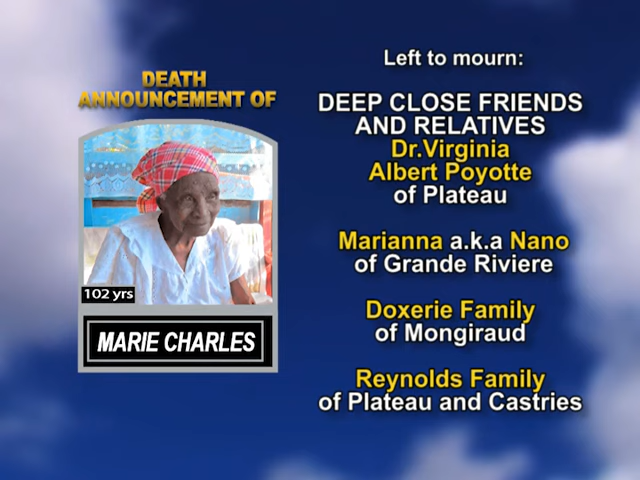 DEATH
ANNOUNCEMENT OF
102 yrs
MARIE CHARLES
Left to mourn:
DEEP CLOSE FRIENDS
AND RELATIVES
Dr.Virginia
Albert Poyotte
of Plateau
Marianna a.k.a Nano
of Grande Riviere
Doxerie Family
of Mongiraud
Reynolds Family
of Plateau and Castries